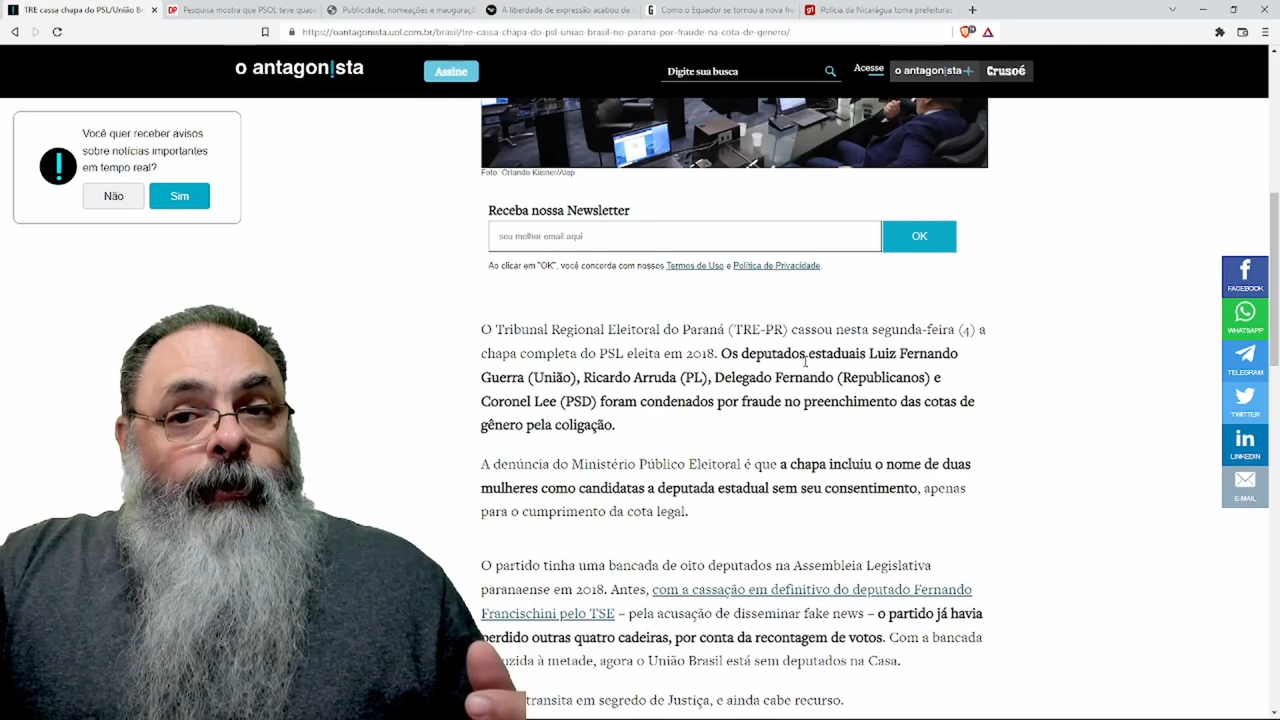 TRE cassa chapa do PSL/União Br
Pesquisa mostra que PSOL teve quase
Publicidade, nomeações e inauguraç
A liberdade de expressão acabou de
Como o Equador se tornou a nova fre
Polícia da Nicarágua toma prefeituras
https://oantagonista.uol.com.br/brasil/tre-cassa-chapa-do-psl-uniao-brasil-no-parana-por-fraude-na-cota-de-genero/
o antagon!sta
Assine
Digite sua busca
Acesse
o antagon!sta+
Crusoé
Você quer receber avisos
sobre notícias importantes
em tempo real?
Não
Sim
Foto: Orlando Kissner/Alep
Receba nossa Newsletter
seu melhor email aqui
OK
Ao clicar em "OK", você concorda com nossos Termos de Uso e Política de Privacidade.
FACEBOOK
WHATSAPP
TELEGRAM
TWITTER
LINKEDIN
E-MAIL
O Tribunal Regional Eleitoral do Paraná (TRE-PR) cassou nesta segunda-feira (4) a
chapa completa do PSL eleita em 2018. Os deputados estaduais Luiz Fernando
Guerra (União), Ricardo Arruda (PL), Delegado Fernando (Republicanos) e
Coronel Lee (PSD) foram condenados por fraude no preenchimento das cotas de
gênero pela coligação.
A denúncia do Ministério Público Eleitoral é que a chapa incluiu o nome de duas
mulheres como candidatas a deputada estadual sem seu consentimento, apenas
para o cumprimento da cota legal.
O partido tinha uma bancada de oito deputados na Assembleia Legislativa
paranaense em 2018. Antes, com a cassação em definitivo do deputado Fernando
Francischini pelo TSE – pela acusação de disseminar fake news – o partido já havia
perdido outras quatro cadeiras, por conta da recontagem de votos. Com a bancada
uzida à metade, agora o União Brasil está sem deputados na Casa.
transita em segredo de Justiça, e ainda cabe recurso.